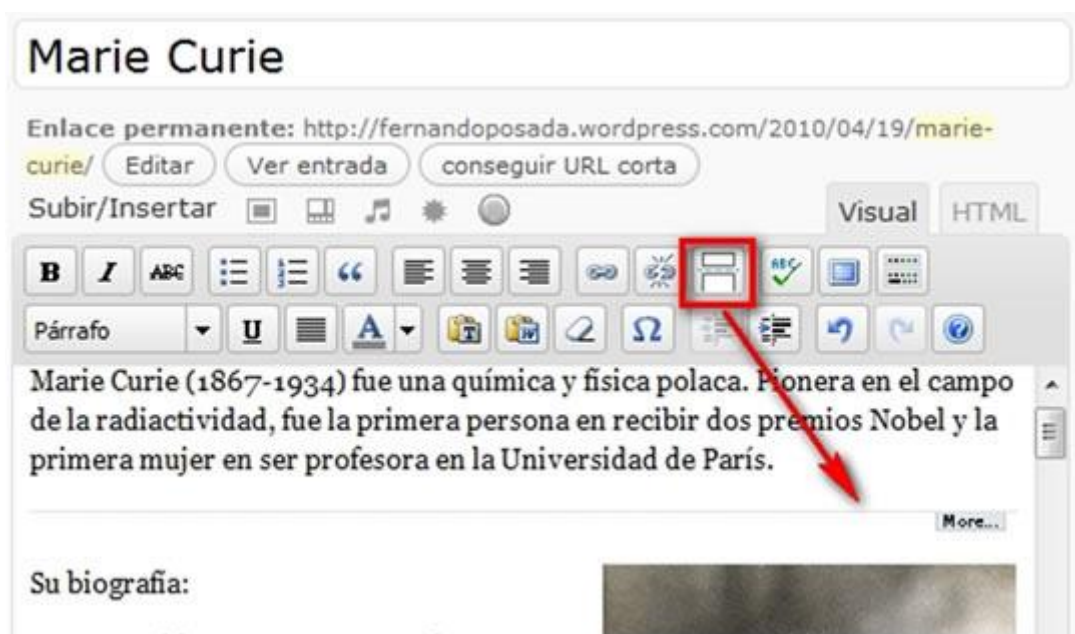 Marie Curie
Enlace permanente: http://fernandoposada.wordpress.com/2010/04/19/marie-
curie/ Editar Ver entrada conseguir URL corta
Subir/Insertar Visual HTML
B I ABC ABC
Párrafo U A T W Ω
Marie Curie (1867-1934) fue una química y física polaca. Pionera en el campo
de la radiactividad, fue la primera persona en recibir dos premios Nobel y la
primera mujer en ser profesora en la Universidad de París.
More...
Su biografía: